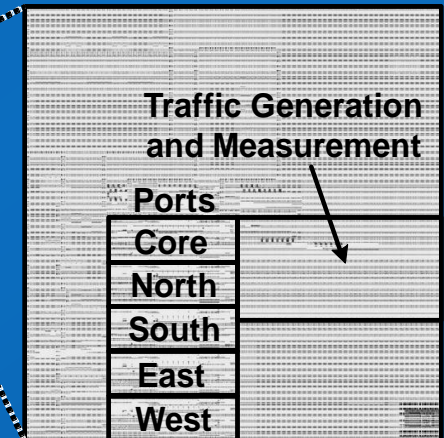 Traffic Generation
and Measurement
Ports
Core
North
South
East
West